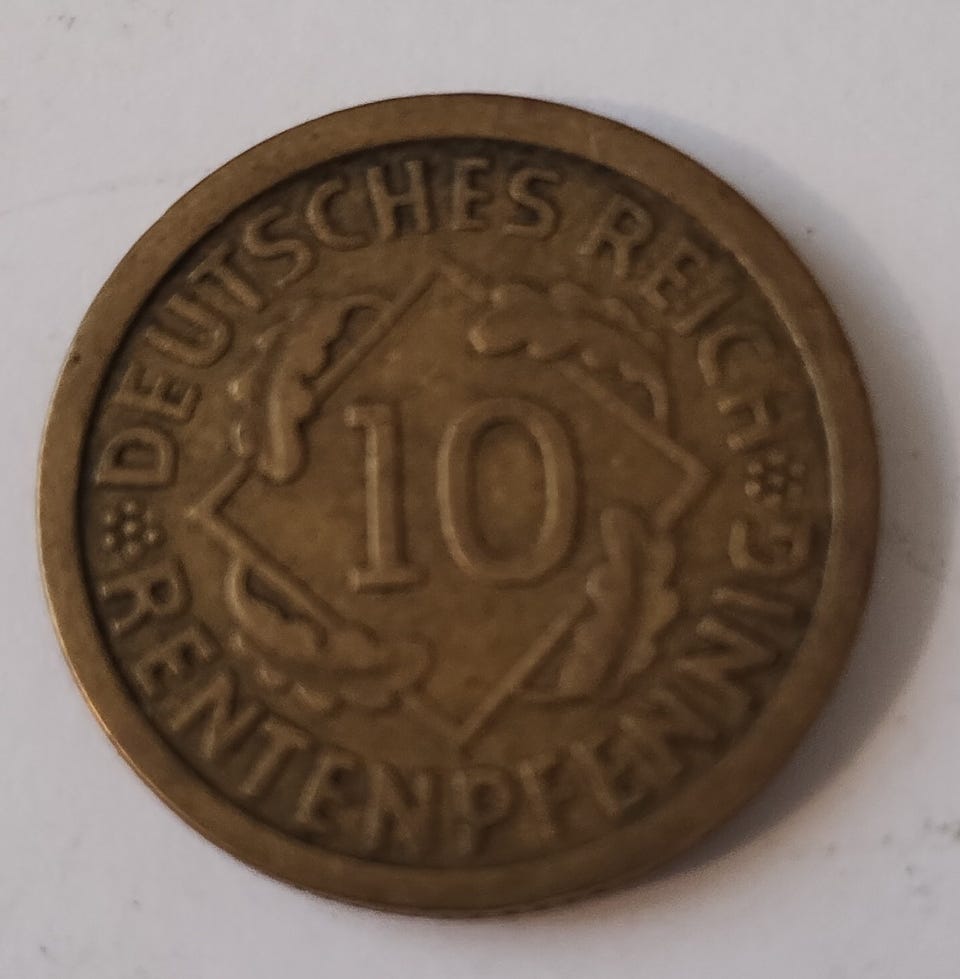 DEUTSCHES REICH
10
RENTENPFENNIG